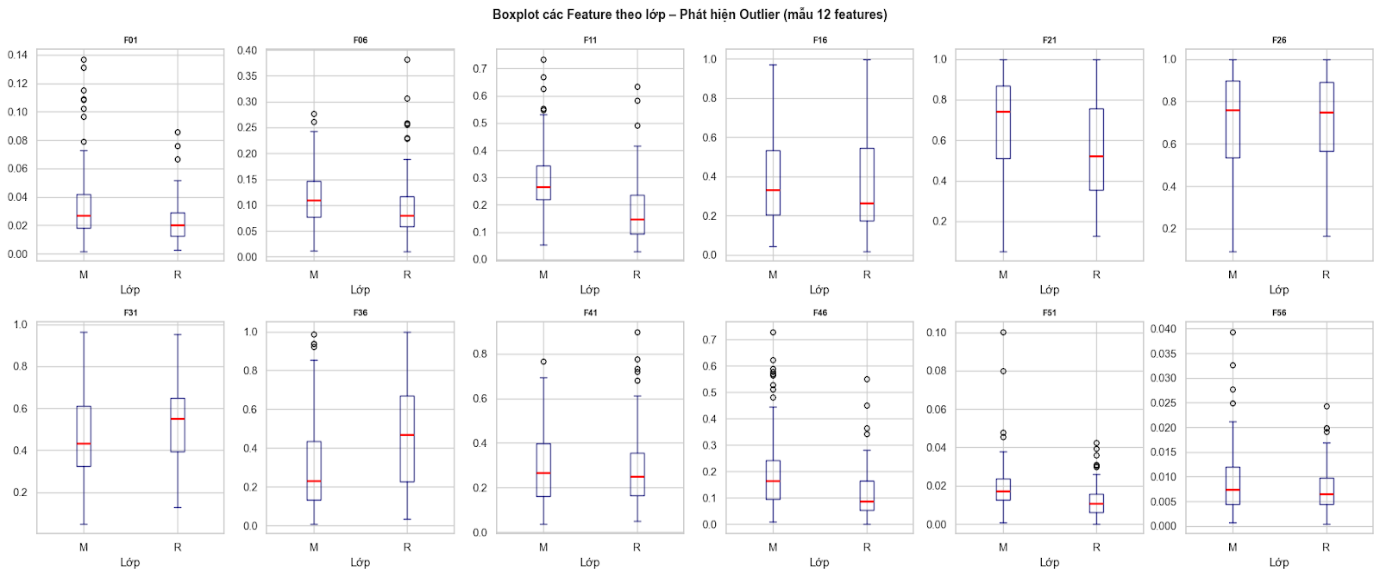 Boxplot các Feature theo lớp – Phát hiện Outlier (mẫu 12 features)
F01
0.14
0.12
0.10
0.08
0.06
0.04
0.02
0.00
M R
Lớp
F06
0.40
0.35
0.30
0.25
0.20
0.15
0.10
0.05
0.00
M R
Lớp
F11
0.7
0.6
0.5
0.4
0.3
0.2
0.1
0.0
M R
Lớp
F16
1.0
0.8
0.6
0.4
0.2
0.0
M R
Lớp
F21
1.0
0.8
0.6
0.4
0.2
M R
Lớp
F26
1.0
0.8
0.6
0.4
0.2
M R
Lớp
F31
1.0
0.8
0.6
0.4
0.2
M R
Lớp
F36
1.0
0.8
0.6
0.4
0.2
0.0
M R
Lớp
F41
0.8
0.6
0.4
0.2
0.0
M R
Lớp
F46
0.7
0.6
0.5
0.4
0.3
0.2
0.1
0.0
M R
Lớp
F51
0.10
0.08
0.06
0.04
0.02
0.00
M R
Lớp
F56
0.040
0.035
0.030
0.025
0.020
0.015
0.010
0.005
0.000
M R
Lớp